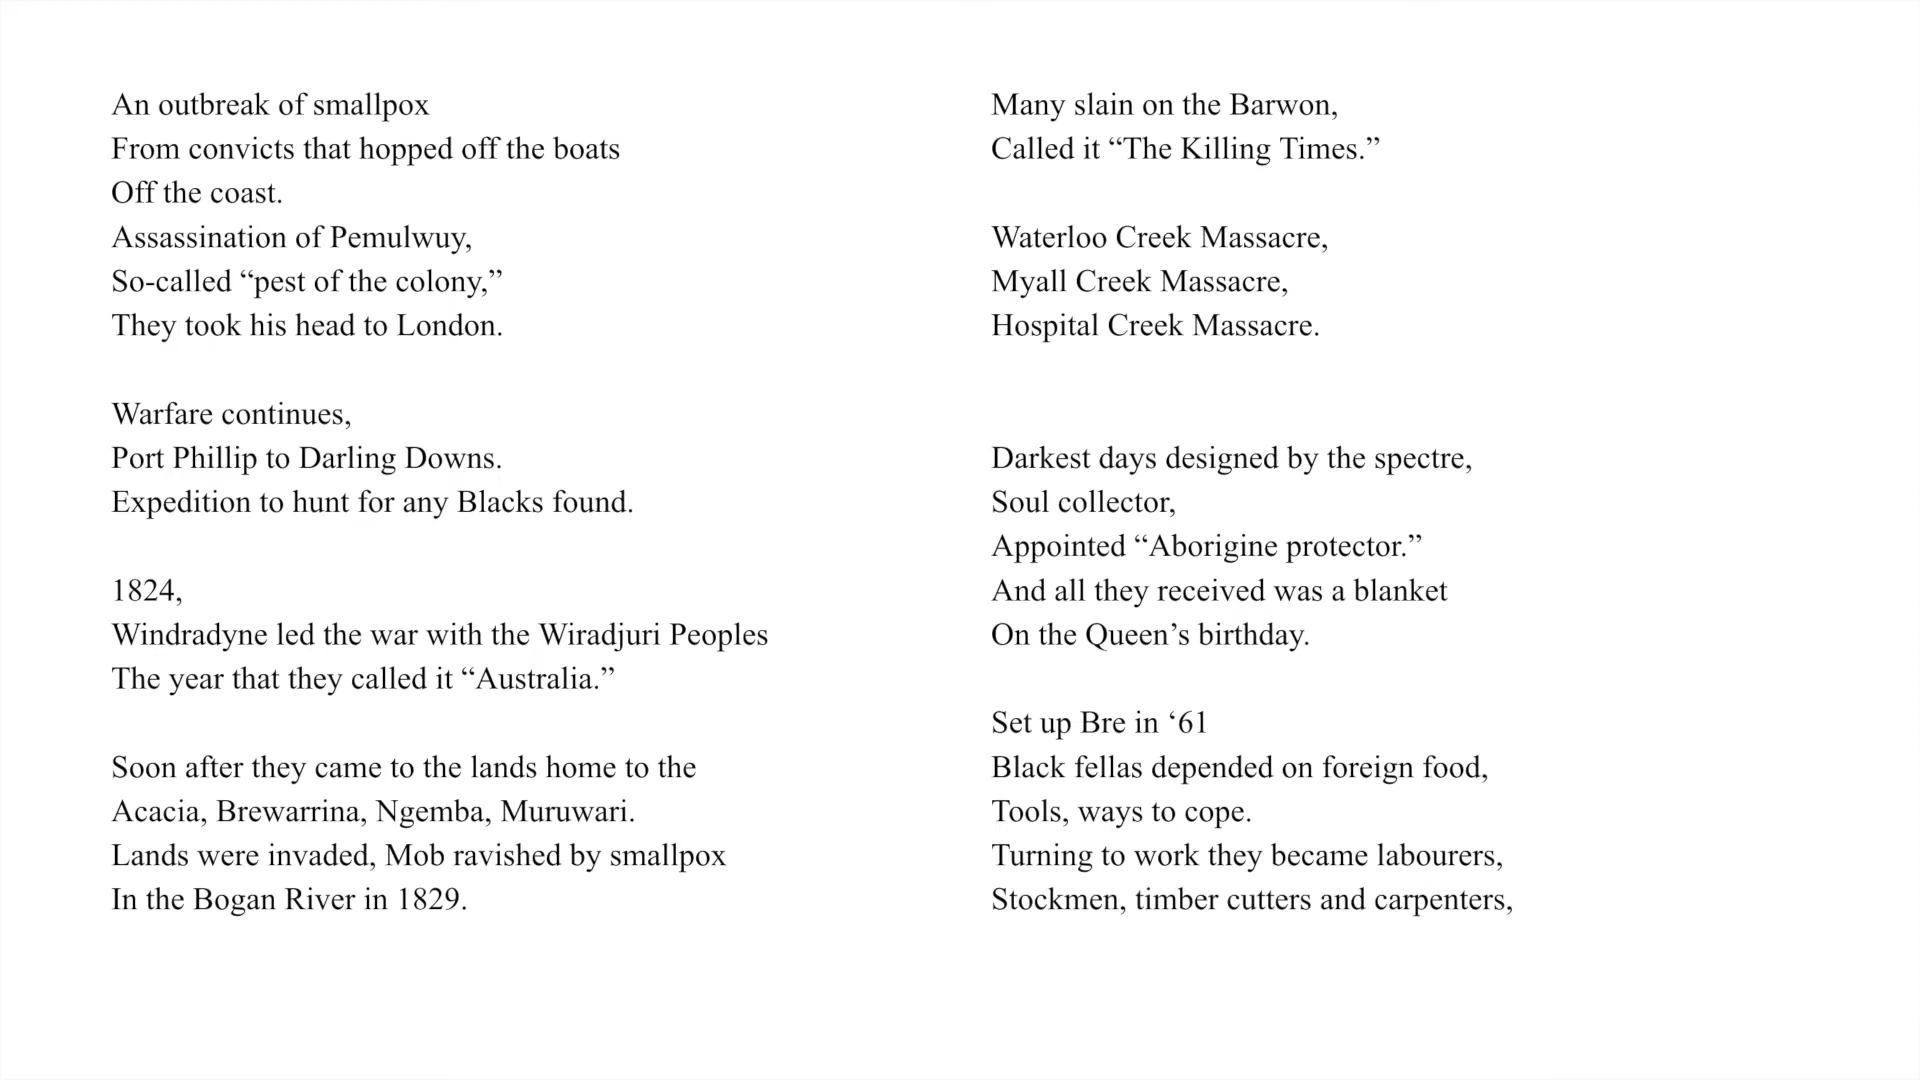 An outbreak of smallpox
From convicts that hopped off the boats
Off the coast.
Assassination of Pemulwuy,
So-called “pest of the colony,”
They took his head to London.

Warfare continues,
Port Phillip to Darling Downs.
Expedition to hunt for any Blacks found.

1824,
Windradyne led the war with the Wiradjuri Peoples
The year that they called it “Australia.”

Soon after they came to the lands home to the
Acacia, Brewarrina, Ngemba, Muruwari.
Lands were invaded, Mob ravished by smallpox
In the Bogan River in 1829.

Many slain on the Barwon,
Called it “The Killing Times.”

Waterloo Creek Massacre,
Myall Creek Massacre,
Hospital Creek Massacre.

Darkest days designed by the spectre,
Soul collector,
Appointed “Aborigine protector.”
And all they received was a blanket
On the Queen’s birthday.

Set up Bre in ‘61
Black fellas depended on foreign food,
Tools, ways to cope.
Turning to work they became labourers,
Stockmen, timber cutters and carpenters,